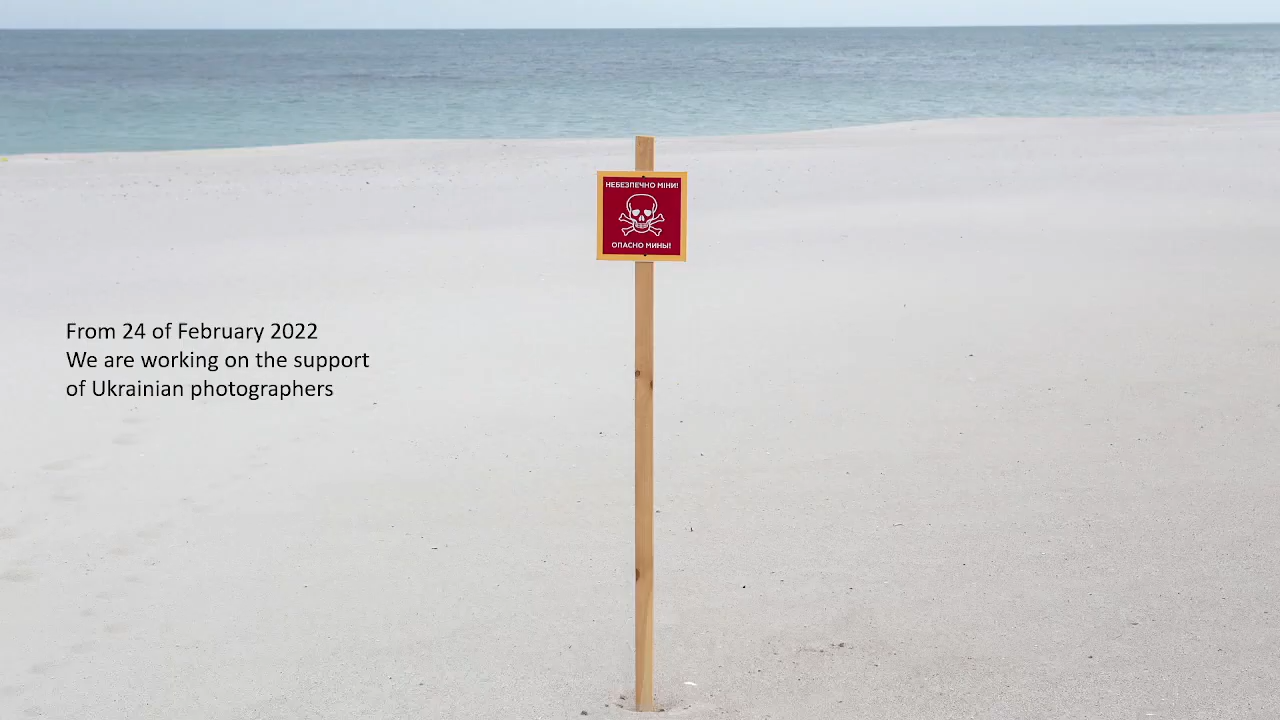 НЕБЕЗПЕЧНО МІНИ!
ОПАСНО МИНЫ!
From 24 of February 2022
We are working on the support
of Ukrainian photographers